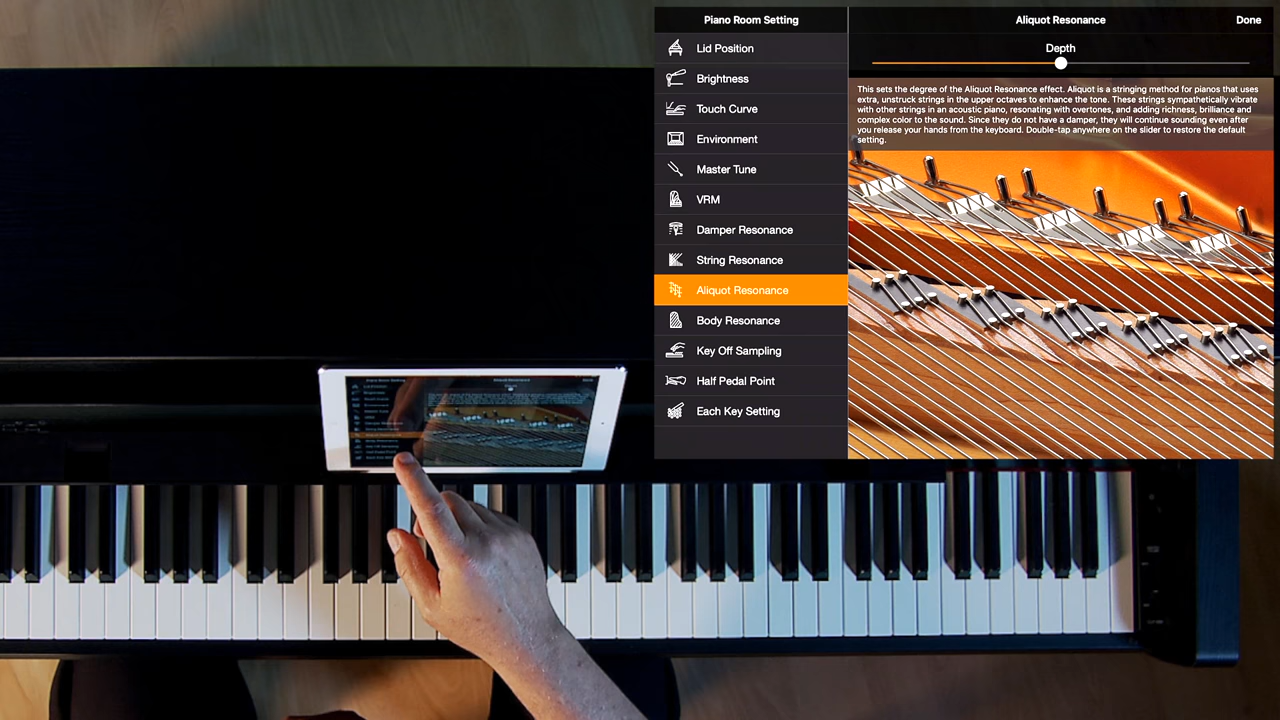 Piano Room Setting
Lid Position
Brightness
Touch Curve
Environment
Master Tune
VRM
Damper Resonance
String Resonance
Aliquot Resonance
Body Resonance
Key Off Sampling
Half Pedal Point
Each Key Setting
Aliquot Resonance
Done
Depth
This sets the degree of the Aliquot Resonance effect. Aliquot is a stringing method for pianos that uses
extra, unstruck strings in the upper octaves to enhance the tone. These strings sympathetically vibrate
with other strings in an acoustic piano, resonating with overtones, and adding richness, brilliance and
complex color to the sound. Since they do not have a damper, they will continue sounding even after
you release your hands from the keyboard. Double-tap anywhere on the slider to restore the default
setting.